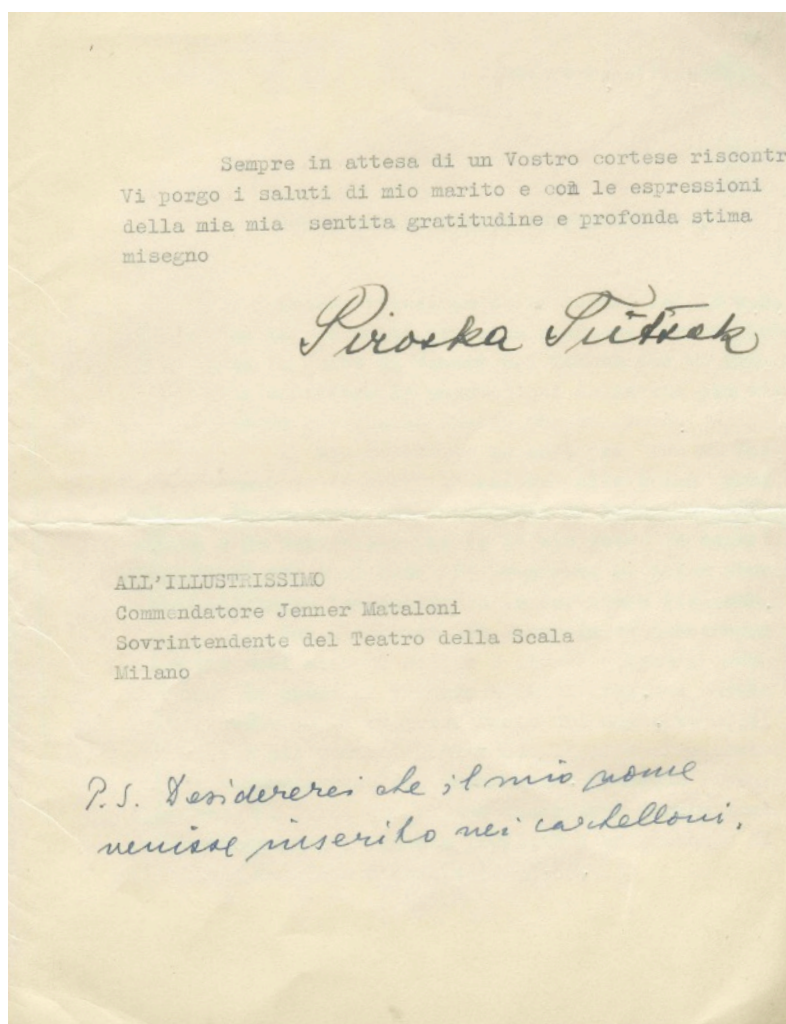 Sempre in attesa di un Vostro cortese riscontr
Vi porgo i saluti di mio marito e con le espressioni
della mia mia sentita gratitudine e profonda stima
misegno
Piroska Tutsek
ALL'ILLUSTRISSIMO
Commendatore Jenner Mataloni
Sovrintendente del Teatro della Scala
Milano
P.S. Desidererei che il mio nome
venisse inserito nei cartelloni.